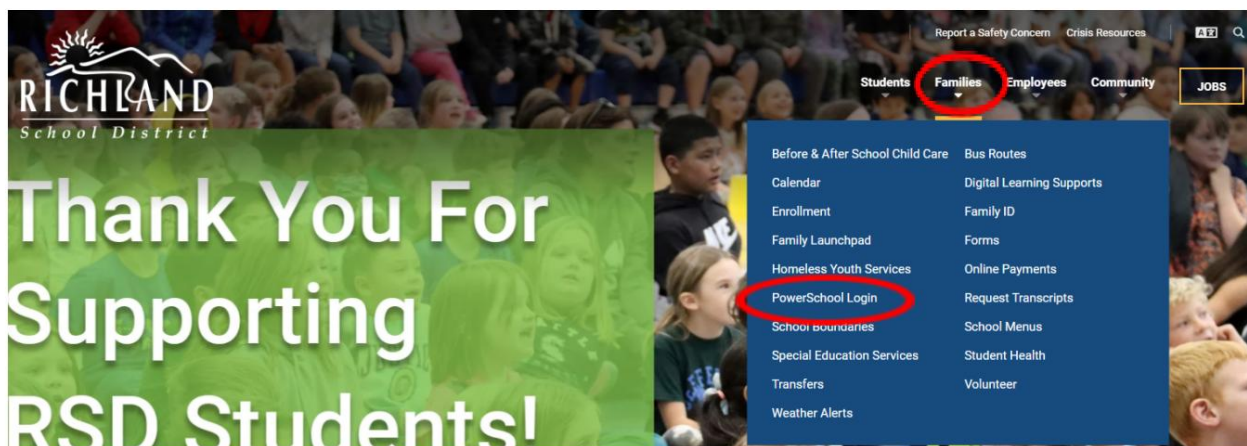 Report a Safety Concern Crisis Resources
RICHLAND
School District
Students Families Employees Community JOBS
Thank You For
Supporting
RSD Students!
Before & After School Child Care
Calendar
Enrollment
Family Launchpad
Homeless Youth Services
PowerSchool Login
School Boundaries
Special Education Services
Transfers
Weather Alerts
Bus Routes
Digital Learning Supports
Family ID
Forms
Online Payments
Request Transcripts
School Menus
Student Health
Volunteer